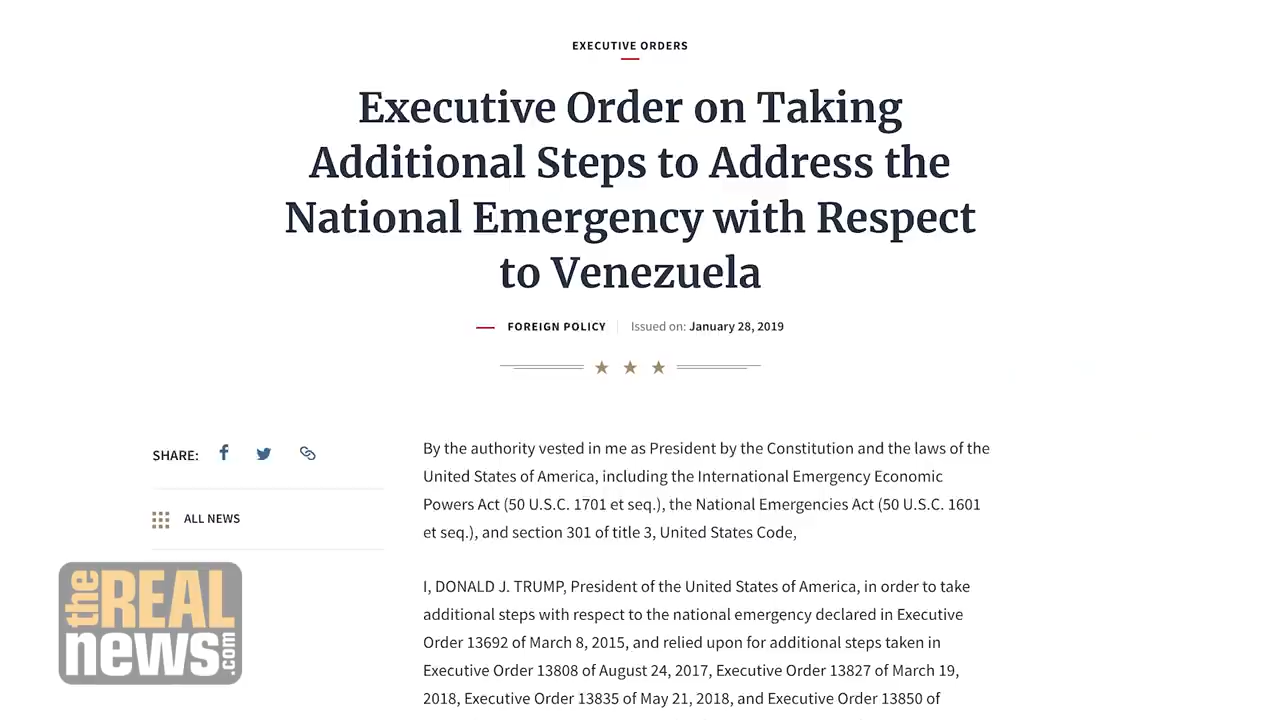 EXECUTIVE ORDERS
Executive Order on Taking
Additional Steps to Address the
National Emergency with Respect
to Venezuela
FOREIGN POLICY Issued on: January 28, 2019
SHARE:
ALL NEWS
By the authority vested in me as President by the Constitution and the laws of the
United States of America, including the International Emergency Economic
Powers Act (50 U.S.C. 1701 et seq.), the National Emergencies Act (50 U.S.C. 1601
et seq.), and section 301 of title 3, United States Code,
I, DONALD J. TRUMP, President of the United States of America, in order to take
additional steps with respect to the national emergency declared in Executive
Order 13692 of March 8, 2015, and relied upon for additional steps taken in
Executive Order 13808 of August 24, 2017, Executive Order 13827 of March 19,
2018, Executive Order 13835 of May 21, 2018, and Executive Order 13850 of
the REAL
news.com